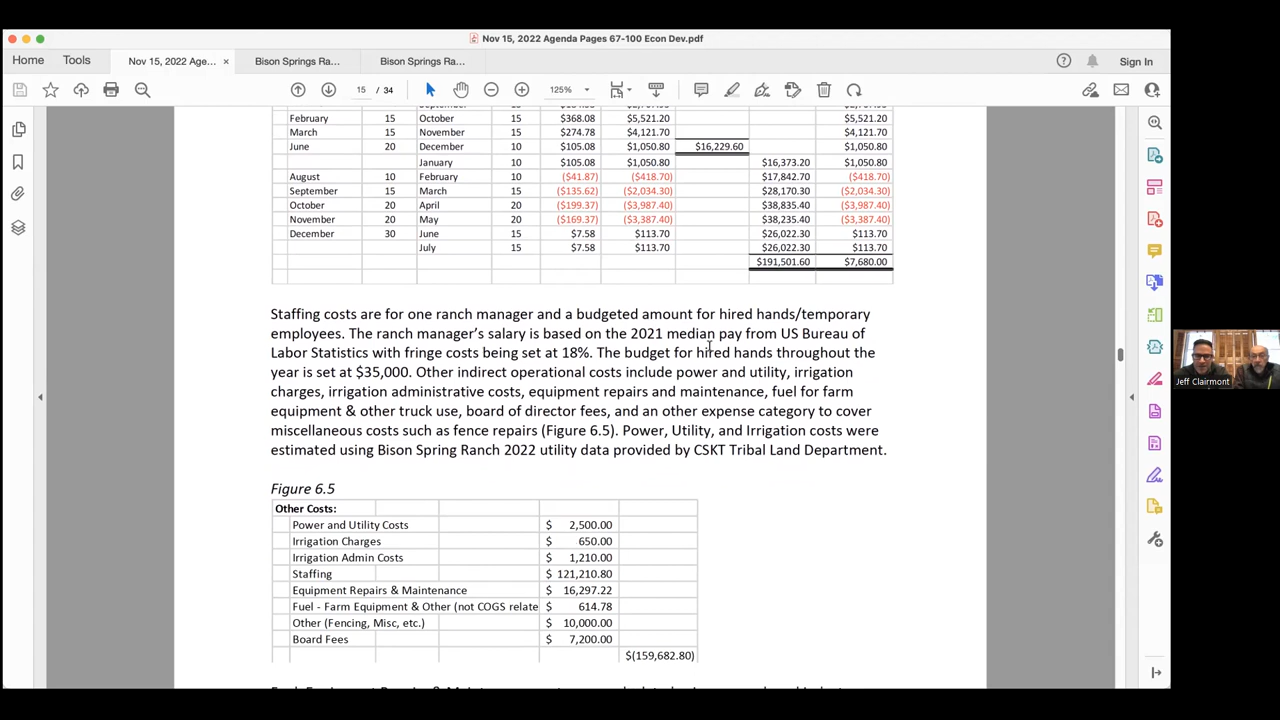 Nov 15, 2022 Agenda Pages 67-100 Econ Dev.pdf
Home Tools Nov 15, 2022 Age... × Bison Springs Ra... Bison Springs Ra... Sign In
15 / 34 125%
February 15 October 15 $368.08 $5,521.20 $5,521.20
March 15 November 15 $274.78 $4,121.70 $4,121.70
June 20 December 10 $105.08 $1,050.80 $16,229.60 $1,050.80
January 10 $105.08 $1,050.80 $16,373.20 $1,050.80
August 10 February 10 ($41.87) ($418.70) $17,842.70 ($418.70)
September 15 March 15 ($135.62) ($2,034.30) $28,170.30 ($2,034.30)
October 20 April 20 ($199.37) ($3,987.40) $38,835.40 ($3,987.40)
November 20 May 20 ($169.37) ($3,387.40) $38,235.40 ($3,387.40)
December 30 June 15 $7.58 $113.70 $26,022.30 $113.70
July 15 $7.58 $113.70 $26,022.30 $113.70
$191,501.60 $7,680.00
Staffing costs are for one ranch manager and a budgeted amount for hired hands/temporary
employees. The ranch manager's salary is based on the 2021 median pay from US Bureau of
Labor Statistics with fringe costs being set at 18%. The budget for hired hands throughout the
year is set at $35,000. Other indirect operational costs include power and utility, irrigation
charges, irrigation administrative costs, equipment repairs and maintenance, fuel for farm
equipment & other truck use, board of director fees, and an other expense category to cover
miscellaneous costs such as fence repairs (Figure 6.5). Power, Utility, and Irrigation costs were
estimated using Bison Spring Ranch 2022 utility data provided by CSKT Tribal Land Department.
Figure 6.5
Other Costs:
Power and Utility Costs $ 2,500.00
Irrigation Charges $ 650.00
Irrigation Admin Costs $ 1,210.00
Staffing $ 121,210.80
Equipment Repairs & Maintenance $ 16,297.22
Fuel - Farm Equipment & Other (not COGS relate $ 614.78
Other (Fencing, Misc, etc.) $ 10,000.00
Board Fees $ 7,200.00
$(159,682.80)
Jeff Clairmont